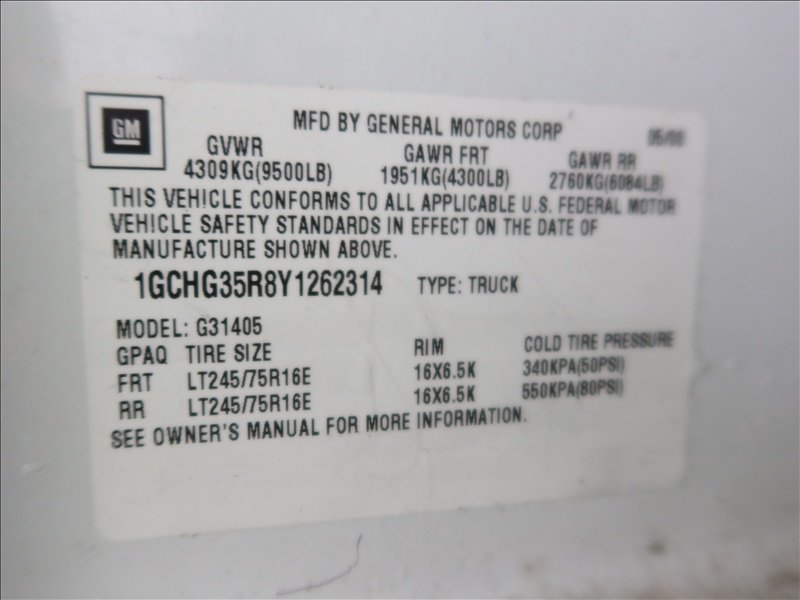 GM
MFD BY GENERAL MOTORS CORP 05/00
GVWR GAWR FRT GAWR RR
4309KG(9500LB) 1951KG(4300LB) 2760KG(6084LB)
THIS VEHICLE CONFORMS TO ALL APPLICABLE U.S. FEDERAL MOTOR
VEHICLE SAFETY STANDARDS IN EFFECT ON THE DATE OF
MANUFACTURE SHOWN ABOVE.
1GCHG35R8Y1262314 TYPE: TRUCK
MODEL: G31405
GPAQ TIRE SIZE RIM COLD TIRE PRESSURE
FRT LT245/75R16E 16X6.5K 340KPA(50PSI)
RR LT245/75R16E 16X6.5K 550KPA(80PSI)
SEE OWNER'S MANUAL FOR MORE INFORMATION.